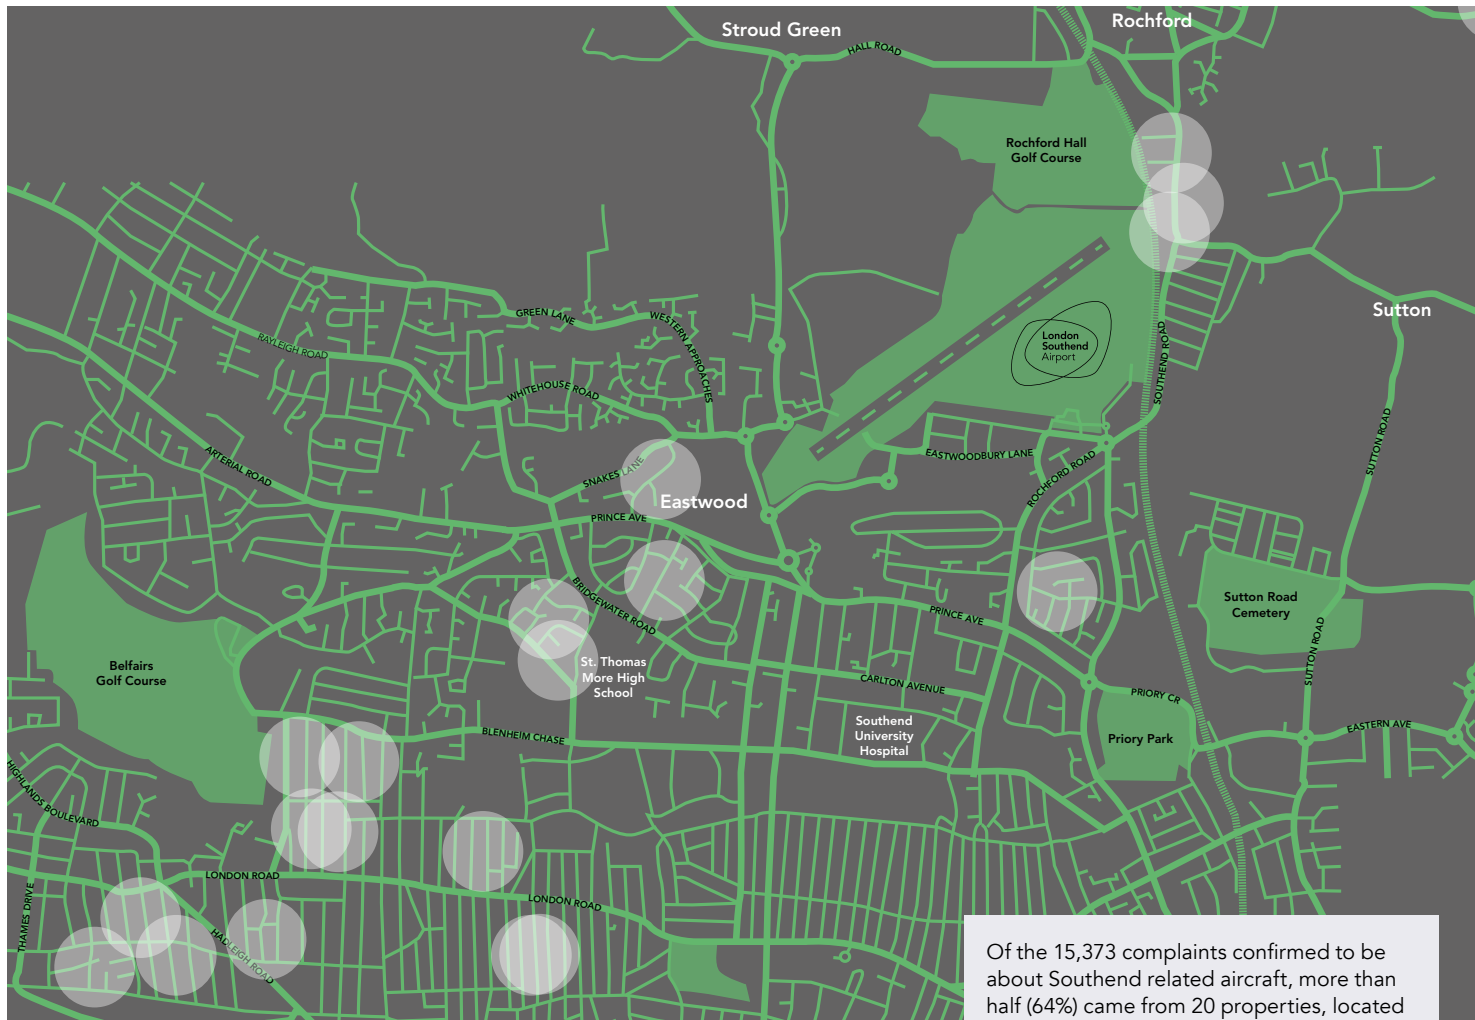 Stroud Green
Rochford
HALL ROAD
Rochford Hall
Golf Course
GREEN LANE
WESTERN APPROACHES
RAYLEIGH ROAD
WHITEHOUSE ROAD
London
Southend
Airport
SOUTHEND ROAD
Sutton
ARTERIAL ROAD
SNAKES LANE
Eastwood
PRINCE AVE
EASTWOODBURY LANE
ROCHFORD ROAD
SUTTON ROAD
BRIDGEWATER ROAD
PRINCE AVE
Sutton Road
Cemetery
SUTTON ROAD
Belfairs
Golf Course
St. Thomas
More High
School
CARLTON AVENUE
PRIORY CR
Southend
University
Hospital
Priory Park
EASTERN AVE
BLENHEIM CHASE
HIGHLANDS BOULEVARD
LONDON ROAD
LONDON ROAD
THAMES DRIVE
HADLEIGH ROAD
Of the 15,373 complaints confirmed to be
about Southend related aircraft, more than
half (64%) came from 20 properties, located